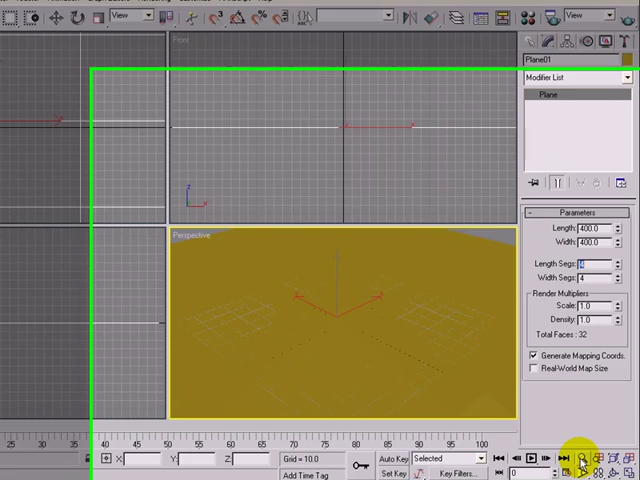 View
View
Plane01
Front
Modifier List
Plane
z
x
x
Parameters
Length: 400.0
Width: 400.0
Perspective
Length Segs: 4
Width Segs: 4
Render Multipliers
Scale: 1.0
Density: 1.0
Total Faces : 32
Generate Mapping Coords.
Real-World Map Size
25 30 35 40 45 50 55 60 65 70 75 80 85 90 95 100
X: Y: Z: Grid = 10.0 Auto Key Selected
Add Time Tag Set Key Key Filters... 0